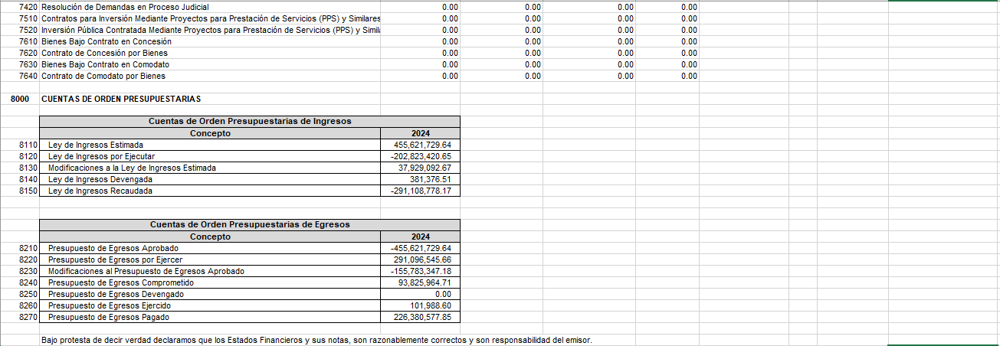 7420 Resolución de Demandas en Proceso Judicial 0.00 0.00 0.00 0.00
7510 Contratos para Inversión Mediante Proyectos para Prestación de Servicios (PPS) y Similares 0.00 0.00 0.00 0.00
7520 Inversión Pública Contratada Mediante Proyectos para Prestación de Servicios (PPS) y Simila 0.00 0.00 0.00 0.00
7610 Bienes Bajo Contrato en Concesión 0.00 0.00 0.00 0.00
7620 Contrato de Concesión por Bienes 0.00 0.00 0.00 0.00
7630 Bienes Bajo Contrato en Comodato 0.00 0.00 0.00 0.00
7640 Contrato de Comodato por Bienes 0.00 0.00 0.00 0.00
8000 CUENTAS DE ORDEN PRESUPUESTARIAS
Cuentas de Orden Presupuestarias de Ingresos
Concepto 2024
8110 Ley de Ingresos Estimada 455,621,729.64
8120 Ley de Ingresos por Ejecutar -202,823,420.65
8130 Modificaciones a la Ley de Ingresos Estimada 37,929,092.67
8140 Ley de Ingresos Devengada 381,376.51
8150 Ley de Ingresos Recaudada -291,108,778.17
Cuentas de Orden Presupuestarias de Egresos
Concepto 2024
8210 Presupuesto de Egresos Aprobado -455,621,729.64
8220 Presupuesto de Egresos por Ejercer 291,096,545.66
8230 Modificaciones al Presupuesto de Egresos Aprobado -155,783,347.18
8240 Presupuesto de Egresos Comprometido 93,825,964.71
8250 Presupuesto de Egresos Devengado 0.00
8260 Presupuesto de Egresos Ejercido 101,988.60
8270 Presupuesto de Egresos Pagado 226,380,577.85
Bajo protesta de decir verdad declaramos que los Estados Financieros y sus notas, son razonablemente correctos y son responsabilidad del emisor.